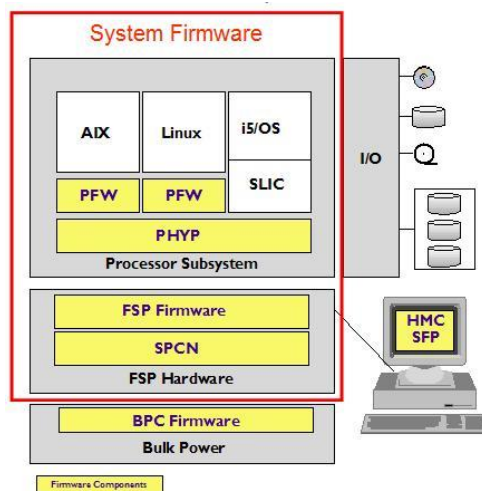 System Firmware
AIX
Linux
i5/OS
SLIC
PFW
PFW
PHYP
Processor Subsystem
I/O
FSP Firmware
SPCN
FSP Hardware
HMC
SFP
BPC Firmware
Bulk Power
Firmware Components